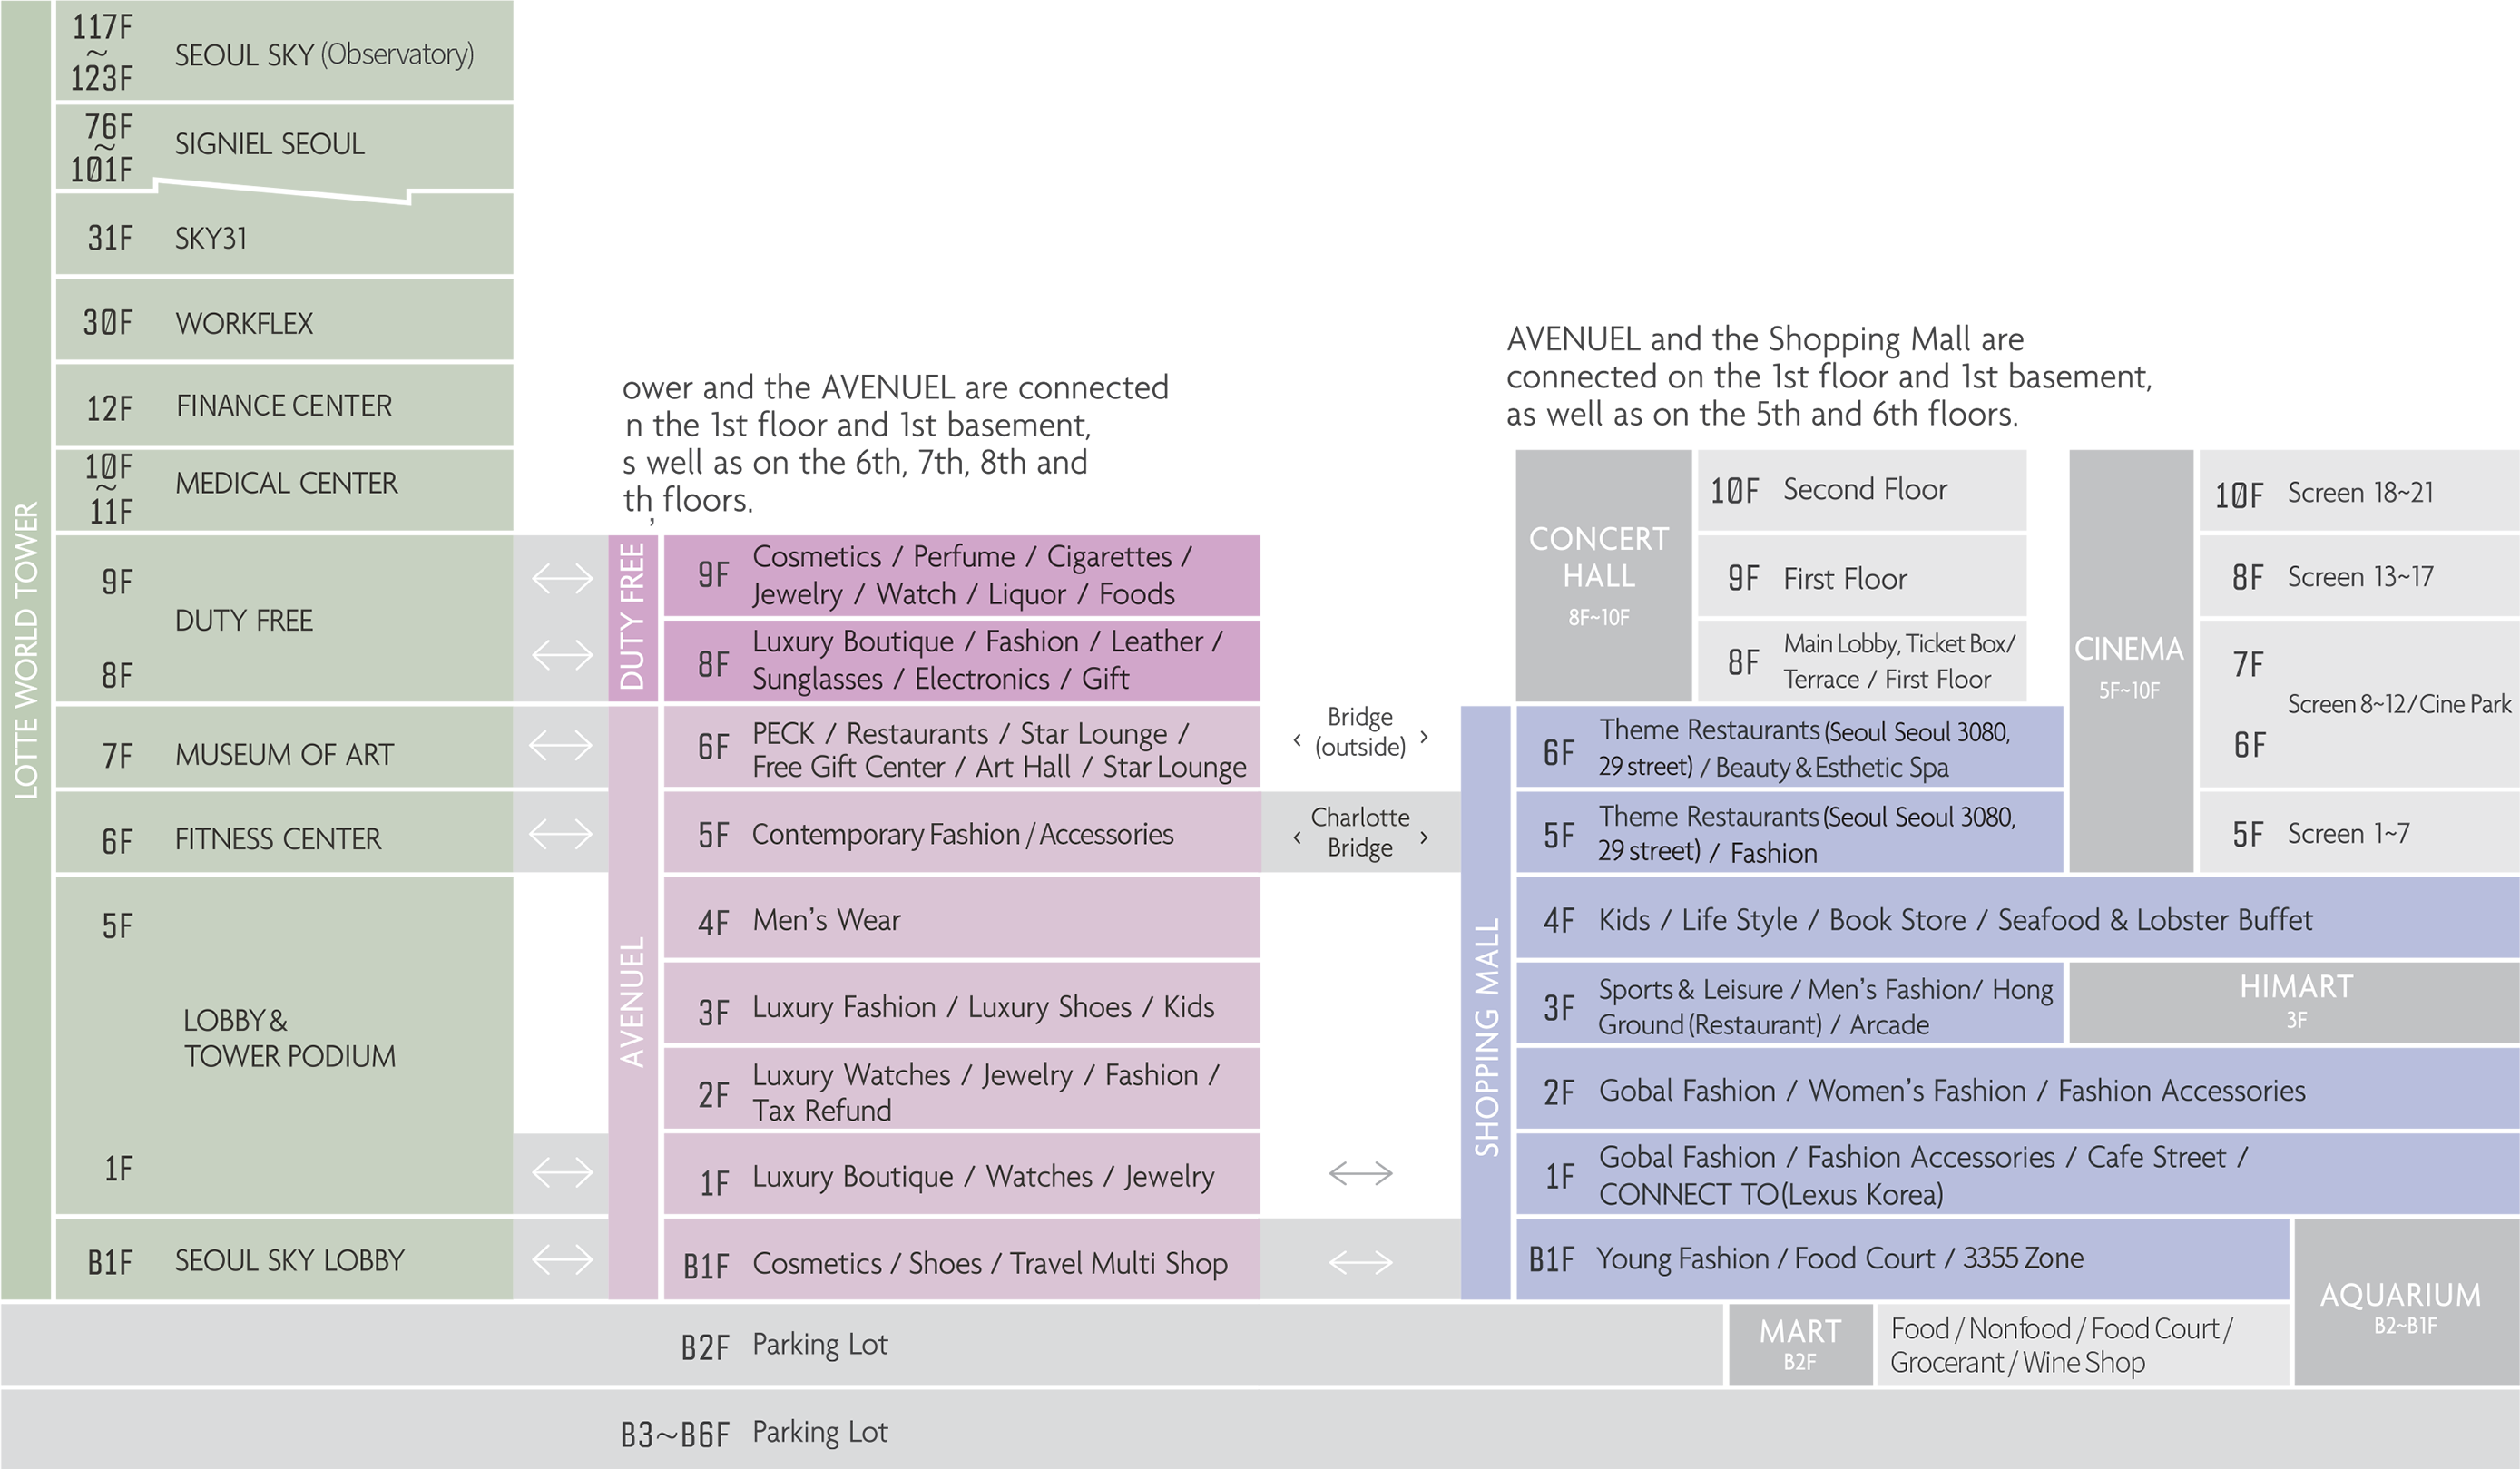 LOTTE WORLD TOWER
117F
~
123F
SEOUL SKY (Observatory)
76F
~
101F
SIGNIEL SEOUL
31F
SKY31
30F
WORKFLEX
12F
FINANCE CENTER
10F
~
11F
MEDICAL CENTER
9F
DUTY FREE
8F
7F
MUSEUM OF ART
6F
FITNESS CENTER
5F
LOBBY &
TOWER PODIUM
1F
B1F
SEOUL SKY LOBBY
ower and the AVENUEL are connected
n the 1st floor and 1st basement,
s well as on the 6th, 7th, 8th and
th, floors.
DUTY FREE
9F
Cosmetics / Perfume / Cigarettes /
Jewelry / Watch / Liquor / Foods
8F
Luxury Boutique / Fashion / Leather /
Sunglasses / Electronics / Gift
AVENUEL
6F
PECK / Restaurants / Star Lounge /
Free Gift Center / Art Hall / Star Lounge
5F
Contemporary Fashion / Accessories
4F
Men's Wear
3F
Luxury Fashion / Luxury Shoes / Kids
2F
Luxury Watches / Jewelry / Fashion /
Tax Refund
1F
Luxury Boutique / Watches / Jewelry
B1F
Cosmetics / Shoes / Travel Multi Shop
Bridge
(outside)
Charlotte
Bridge
AVENUEL and the Shopping Mall are
connected on the 1st floor and 1st basement,
as well as on the 5th and 6th floors.
CONCERT
HALL
8F~10F
10F
Second Floor
9F
First Floor
8F
Main Lobby, Ticket Box/
Terrace / First Floor
CINEMA
5F~10F
10F
Screen 18~21
8F
Screen 13~17
7F
Screen 8~12 / Cine Park
6F
5F
Screen 1~7
SHOPPING MALL
6F
Theme Restaurants (Seoul Seoul 3080,
29 street) / Beauty & Esthetic Spa
5F
Theme Restaurants (Seoul Seoul 3080,
29 street) / Fashion
4F
Kids / Life Style / Book Store / Seafood & Lobster Buffet
3F
Sports & Leisure / Men's Fashion/ Hong
Ground (Restaurant) / Arcade
HIMART
3F
2F
Gobal Fashion / Women's Fashion / Fashion Accessories
1F
Gobal Fashion / Fashion Accessories / Cafe Street /
CONNECT TO(Lexus Korea)
B1F
Young Fashion / Food Court / 3355 Zone
AQUARIUM
B2~B1F
B2F
Parking Lot
MART
B2F
Food / Nonfood / Food Court /
Grocerant / Wine Shop
B3~B6F
Parking Lot